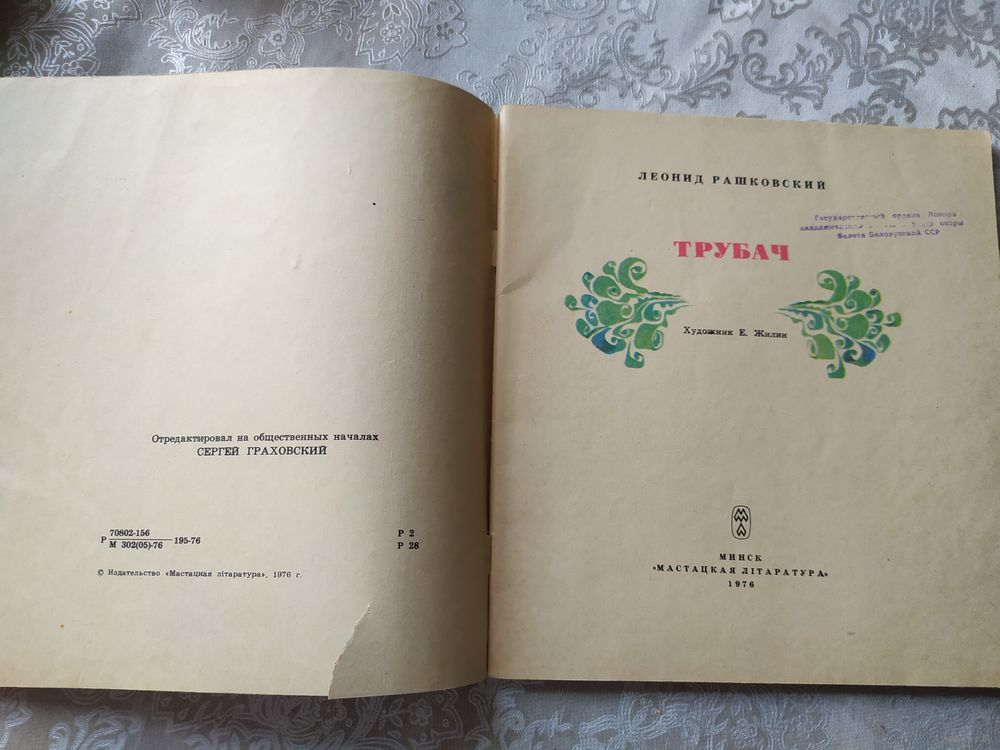 Отредактировал на общественных началах
СЕРГЕЙ ГРАХОВСКИЙ
Р 70802-156
М 302(05)-76 195-76
Р 2
Р 28
© Издательство «Мастацкая літаратура», 1976 г.
ЛЕОНИД РАШКОВСКИЙ
Государственный ордена Ленина
оперы
балета Белорусской ССР
ТРУБАЧ
Художник Е. Жилин
МИНСК
«МАСТАЦКАЯ ЛІТАРАТУРА»
1976